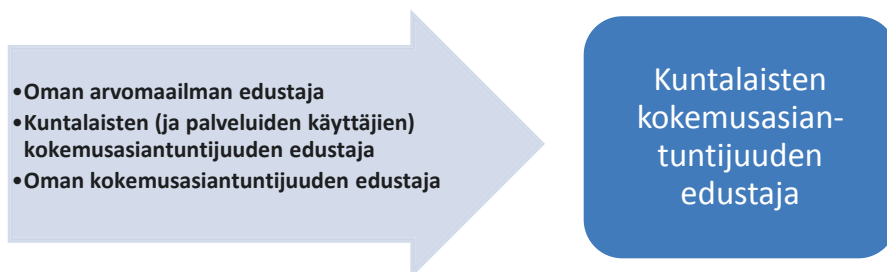 •Oman arvomaailman edustaja
•Kuntalaisten (ja palveluiden käyttäjien)
kokemusasiantuntijuuden edustaja
•Oman kokemusasiantuntijuuden edustaja
Kuntalaisten
kokemusasian-
tuntijuuden
edustaja